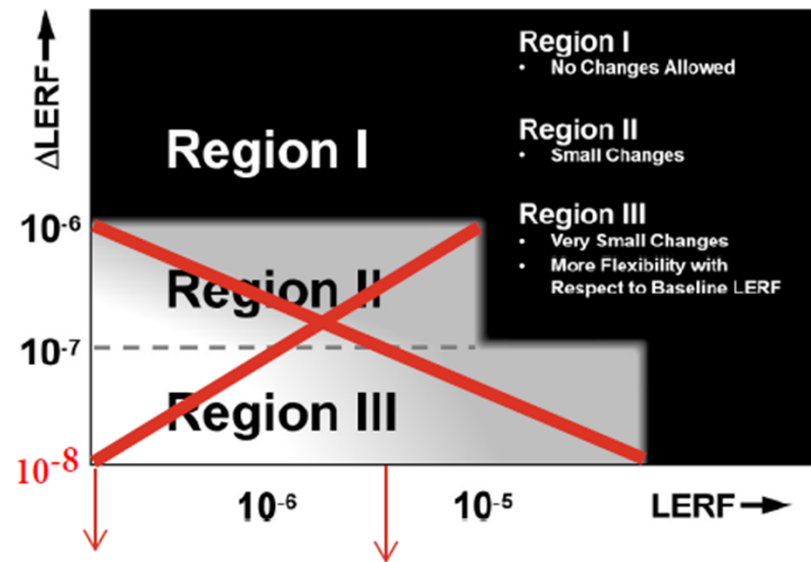 ΔLERF
Region I
• No Changes Allowed
Region II
• Small Changes
Region III
• Very Small Changes
• More Flexibility with
Respect to Baseline LERF
Region I
10⁻⁶
Region II
10⁻⁷
Region III
10⁻⁸
10⁻⁶ 10⁻⁵ LERF